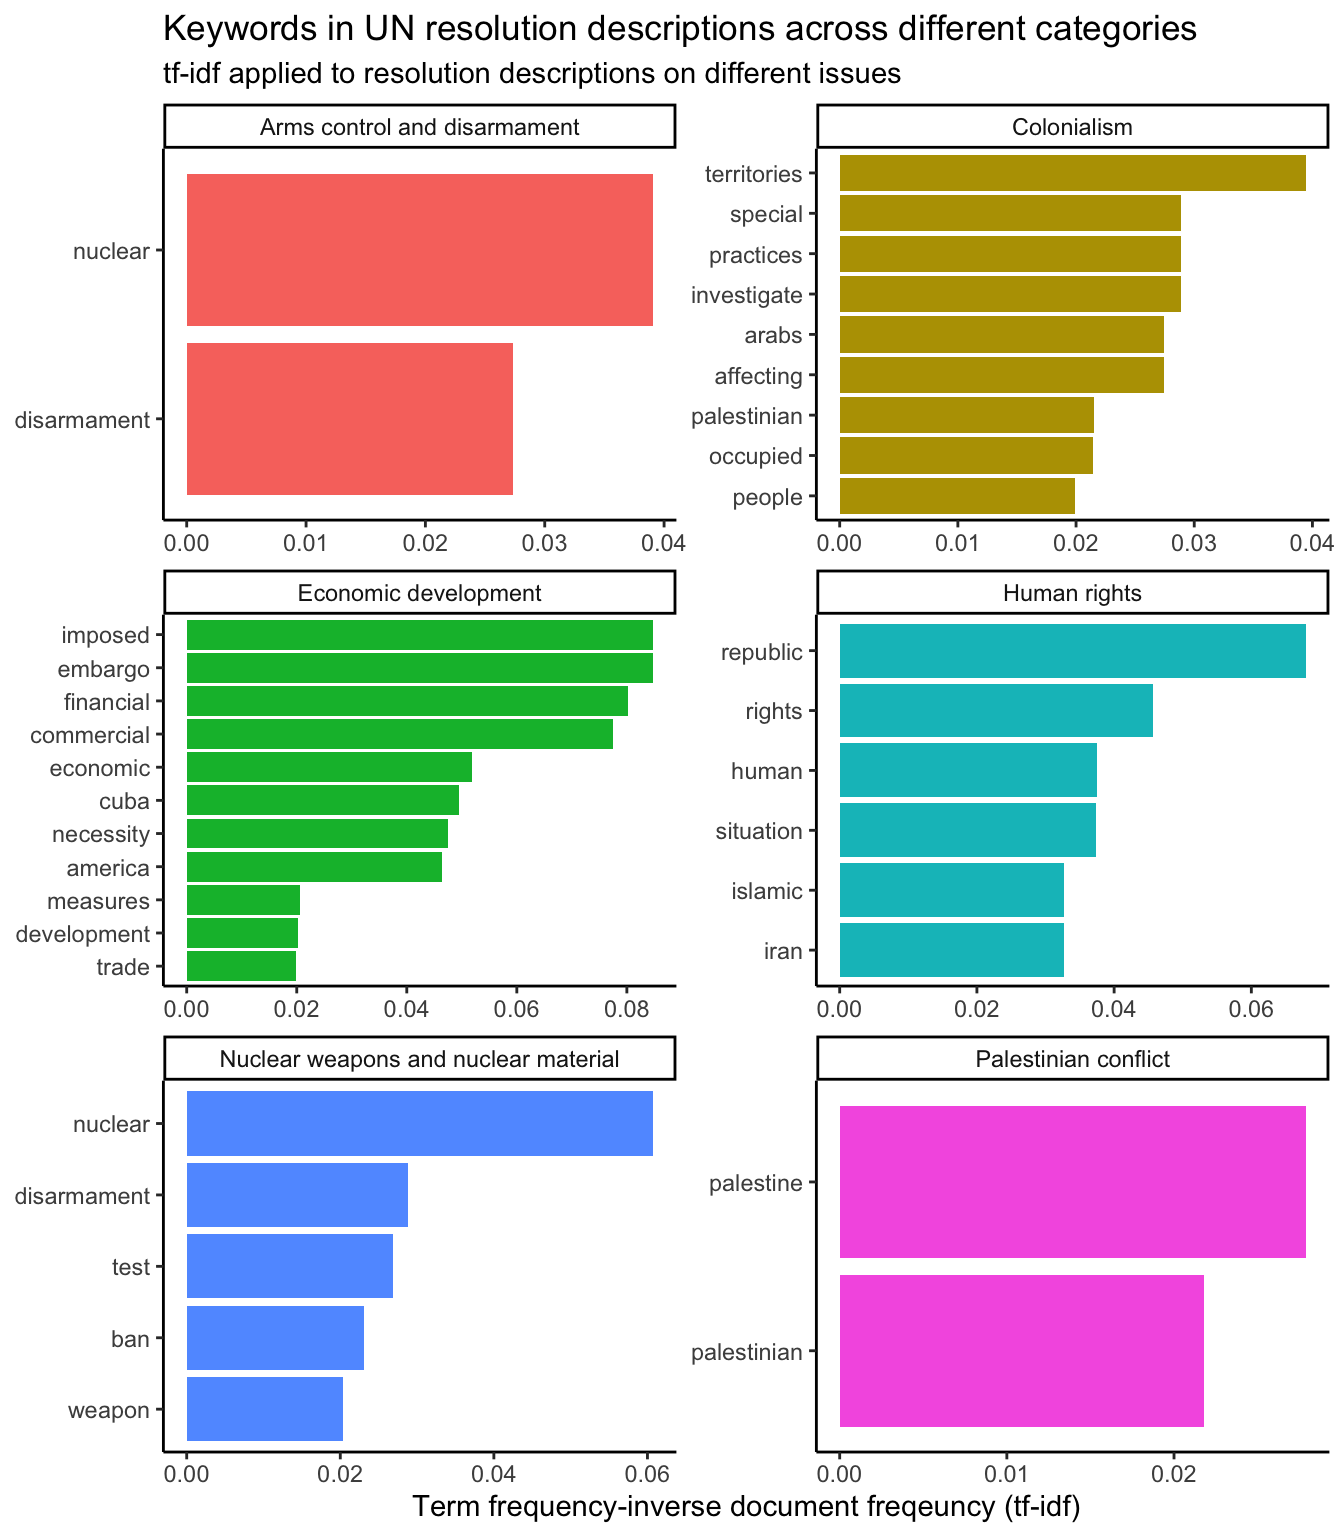 Keywords in UN resolution descriptions across different categories
tf-idf applied to resolution descriptions on different issues
Arms control and disarmament
nuclear
disarmament
0.00 0.01 0.02 0.03 0.04
Colonialism
territories
special
practices
investigate
arabs
affecting
palestinian
occupied
people
0.00 0.01 0.02 0.03 0.04
Economic development
imposed
embargo
financial
commercial
economic
cuba
necessity
america
measures
development
trade
0.00 0.02 0.04 0.06 0.08
Human rights
republic
rights
human
situation
islamic
iran
0.00 0.02 0.04 0.06
Nuclear weapons and nuclear material
nuclear
disarmament
test
ban
weapon
0.00 0.02 0.04 0.06
Palestinian conflict
palestine
palestinian
0.00 0.01 0.02
Term frequency-inverse document freqeuncy (tf-idf)